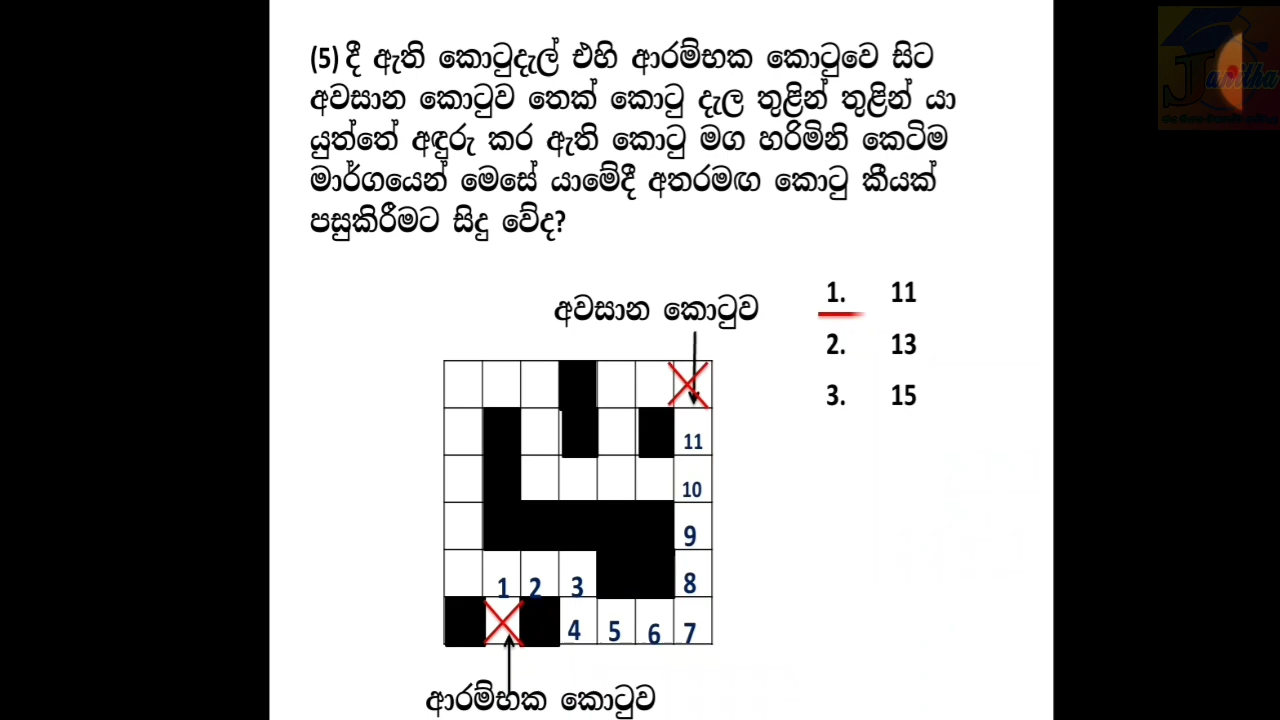 (5) දී ඇති කොටුදැල් එහි ආරම්භක කොටුවෙ සිට
අවසාන කොටුව තෙක් කොටු දැල තුළින් තුළින් යා
යුත්තේ අඳුරු කර ඇති කොටු මග හරිමිනි කෙටිම
මාර්ගයෙන් මෙසේ යාමේදී අතරමඟ කොටු කීයක්
පසුකිරීමට සිදු වේද?
අවසාන කොටුව
1. 11
2. 13
3. 15
11
10
9
1 2 3 8
4 5 6 7
ආරම්භක කොටුව